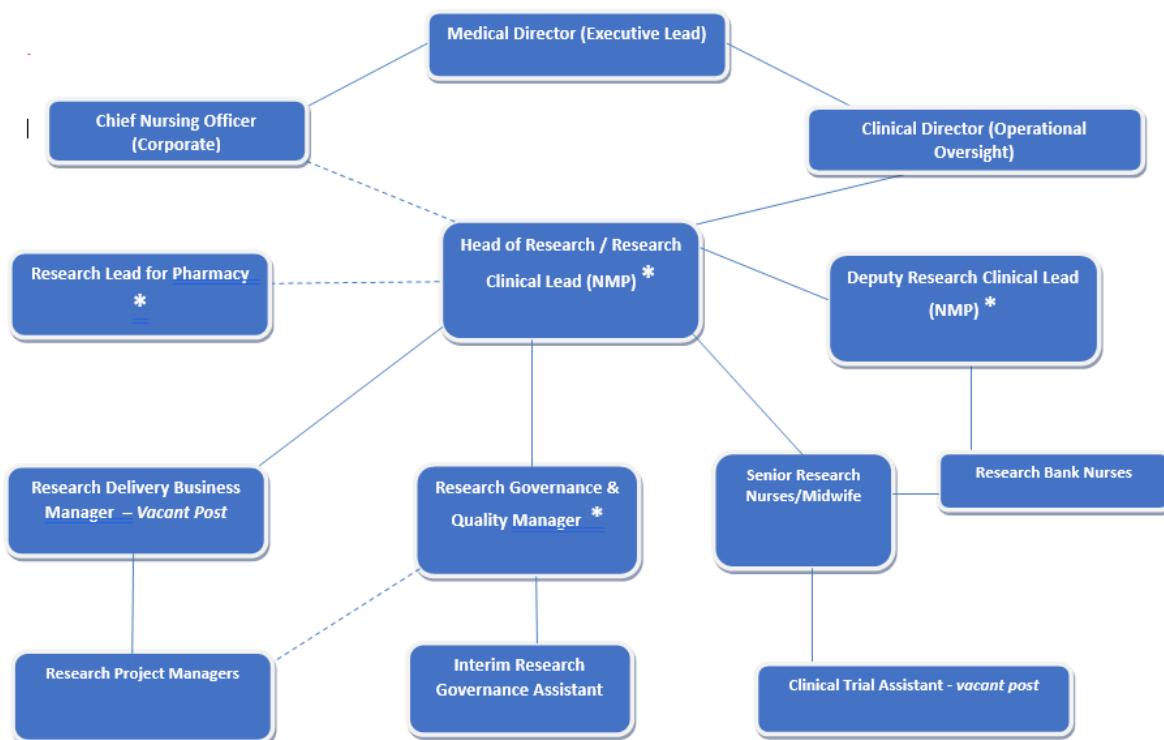 Medical Director (Executive Lead)
Chief Nursing Officer
(Corporate)
Clinical Director (Operational
Oversight)
Head of Research / Research
Clinical Lead (NMP) *
Research Lead for Pharmacy
*
Deputy Research Clinical Lead
(NMP) *
Research Delivery Business
Manager – Vacant Post
Research Governance &
Quality Manager *
Senior Research
Nurses/Midwife
Research Bank Nurses
Research Project Managers
Interim Research
Governance Assistant
Clinical Trial Assistant - vacant post